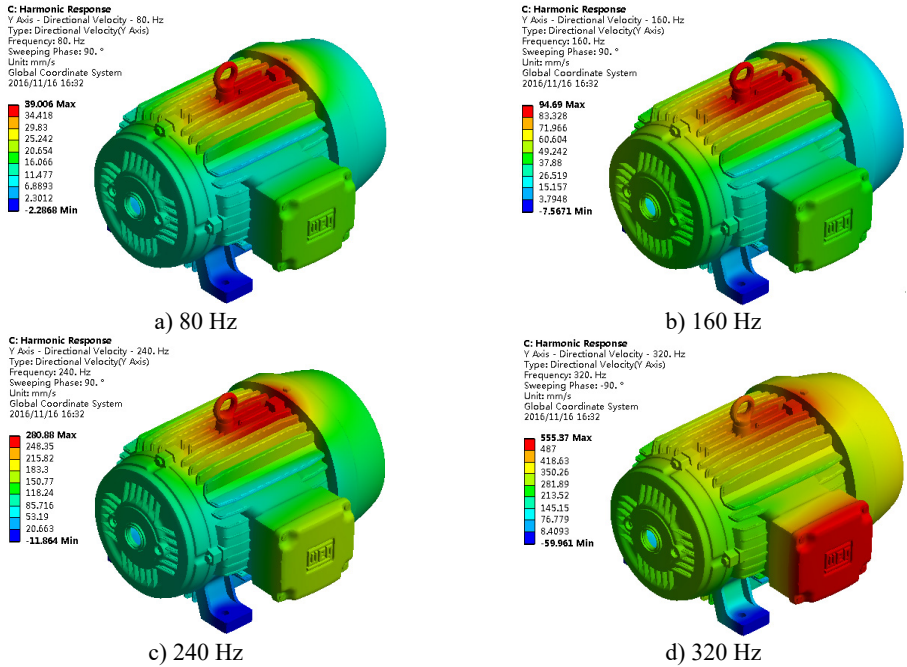 C: Harmonic Response
Y Axis - Directional Velocity - 80. Hz
Type: Directional Velocity(Y Axis)
Frequency: 80. Hz
Sweeping Phase: 90. °
Unit: mm/s
Global Coordinate System
2016/11/16 16:32
39.006 Max
34.418
29.83
25.242
20.654
16.066
11.477
6.8893
2.3012
-2.2868 Min
a) 80 Hz
C: Harmonic Response
Y Axis - Directional Velocity - 160. Hz
Type: Directional Velocity(Y Axis)
Frequency: 160. Hz
Sweeping Phase: 90. °
Unit: mm/s
Global Coordinate System
2016/11/16 16:32
94.69 Max
83.328
71.966
60.604
49.242
37.88
26.519
15.157
3.7948
-7.5671 Min
b) 160 Hz
C: Harmonic Response
Y Axis - Directional Velocity - 240. Hz
Type: Directional Velocity(Y Axis)
Frequency: 240. Hz
Sweeping Phase: 90. °
Unit: mm/s
Global Coordinate System
2016/11/16 16:32
280.88 Max
248.35
215.82
183.3
150.77
118.24
85.716
53.19
20.663
-11.864 Min
c) 240 Hz
C: Harmonic Response
Y Axis - Directional Velocity - 320. Hz
Type: Directional Velocity(Y Axis)
Frequency: 320. Hz
Sweeping Phase: -90. °
Unit: mm/s
Global Coordinate System
2016/11/16 16:32
555.37 Max
487
418.63
350.26
281.89
213.52
145.15
76.779
8.4093
-59.961 Min
d) 320 Hz